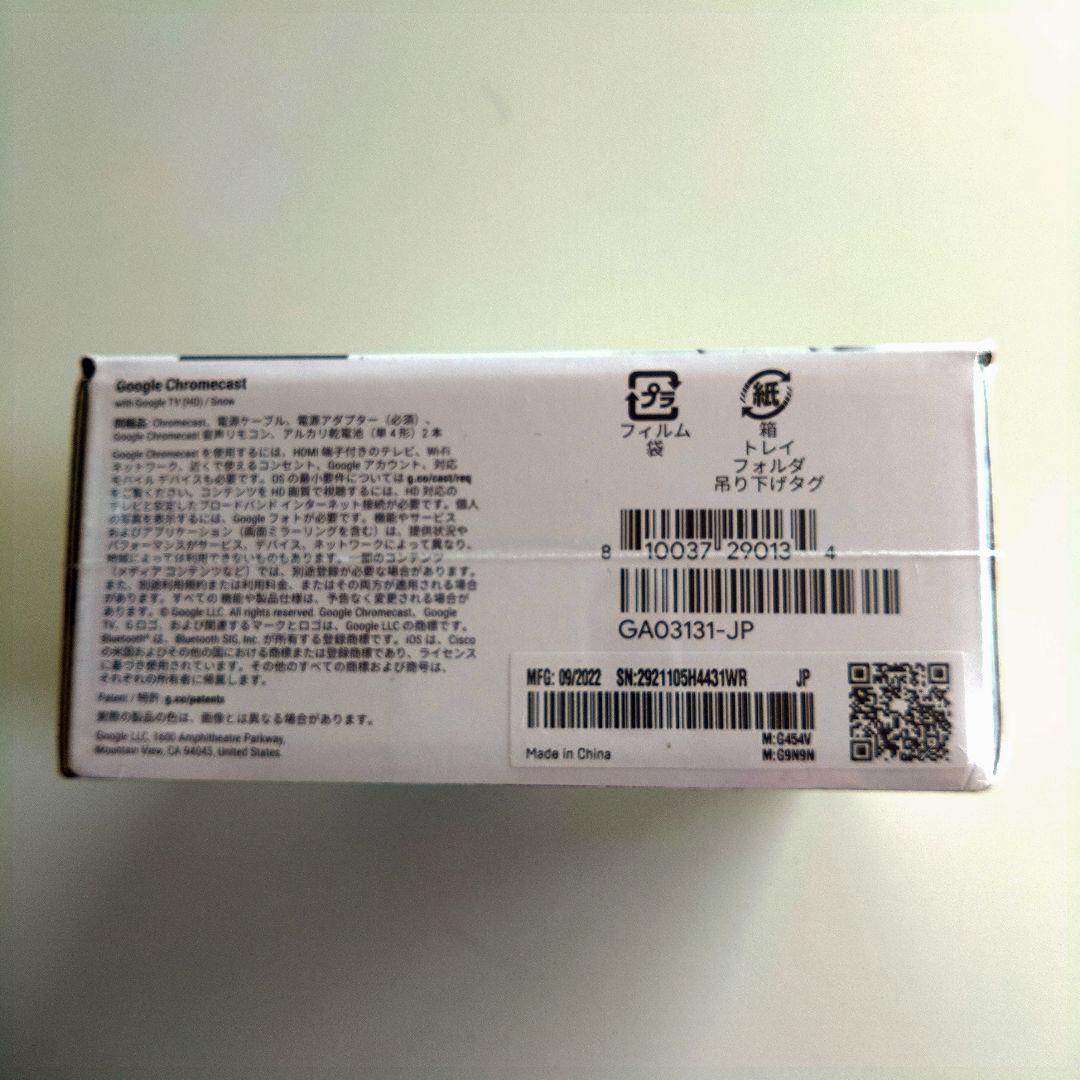 Google Chromecast
with Google TV (HD) / Snow
同梱品: Chromecast、電源ケーブル、電源アダプター（必須）、
Google Chromecast 音声リモコン、アルカリ乾電池（単4形）2本
Google Chromecast を使用するには、HDMI 端子付きのテレビ、Wi-Fi
ネットワーク、近くで使えるコンセント、Google アカウント、対応
モバイル デバイスも必要です。OS の最小要件については g.co/cast/req
をご覧ください。コンテンツを HD 画質で視聴するには、HD 対応の
テレビと安定したブロードバンド インターネット接続が必要です。個人
の写真を表示するには、Google フォトが必要です。機能やサービス
およびアプリケーション（画面ミラーリングを含む）は、提供状況や
パフォーマンスがサービス、デバイス、ネットワークによって異なり、
地域によっては利用できないものもあります。一部のコンテンツ
（メディア コンテンツなど）では、別途登録が必要な場合があります。
また、別途利用規約または利用料金、またはその両方が適用される場合
があります。すべての機能や製品仕様は、予告なく変更される場合が
あります。© Google LLC. All rights reserved. Google Chromecast、Google
TV、G ロゴ、および関連するマークとロゴは、Google LLC の商標です。
Bluetooth® は、Bluetooth SIG, Inc. が所有する登録商標です。iOS は、Cisco
の米国およびその他の国における商標または登録商標であり、ライセンス
に基づき使用されています。その他のすべての商標および商号は、
それぞれの所有者に帰属します。
Patent / 特許 : g.co/patents
実際の製品の色は、画像とは異なる場合があります。
Google LLC, 1600 Amphitheatre Parkway,
Mountain View, CA 94043, United States
プラ
フィルム
袋
紙
箱
トレイ
フォルダ
吊り下げタグ
8 10037 29013 4
GA03131-JP
MFG: 09/2022 SN:2921105H4431WR JP
M:G454V
Made in China M:G9N9N